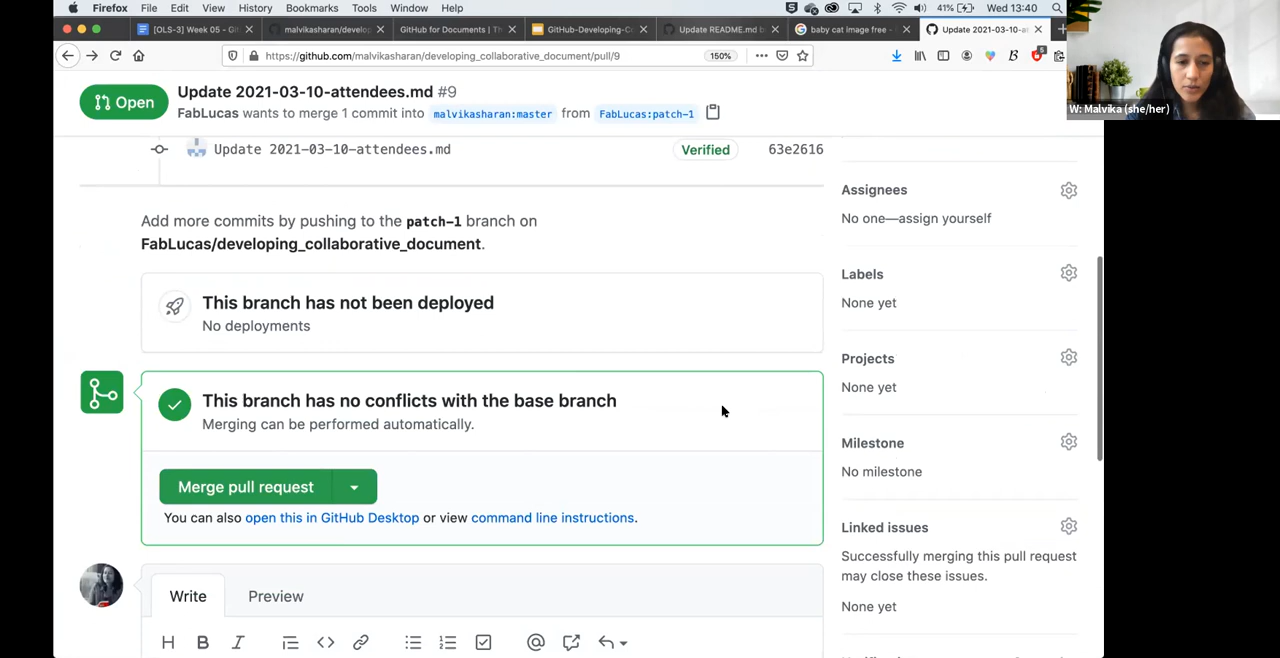 Firefox File Edit View History Bookmarks Tools Window Help 41% Wed 13:40
[OLS-3] Week 05 - Gi malvikasharan/develop GitHub for Documents | Th GitHub-Developing-C Update README.md b baby cat image free - Update 2021-03-10-a
https://github.com/malvikasharan/developing_collaborative_document/pull/9 150%
W: Malvika (she/her)
Open
Update 2021-03-10-attendees.md #9
FabLucas wants to merge 1 commit into malvikasharan:master from FabLucas:patch-1
Update 2021-03-10-attendees.md Verified 63e2616
Add more commits by pushing to the patch-1 branch on
FabLucas/developing_collaborative_document.
This branch has not been deployed
No deployments
This branch has no conflicts with the base branch
Merging can be performed automatically.
Merge pull request
You can also open this in GitHub Desktop or view command line instructions.
Write Preview
Assignees
No one—assign yourself
Labels
None yet
Projects
None yet
Milestone
No milestone
Linked issues
Successfully merging this pull request
may close these issues.
None yet